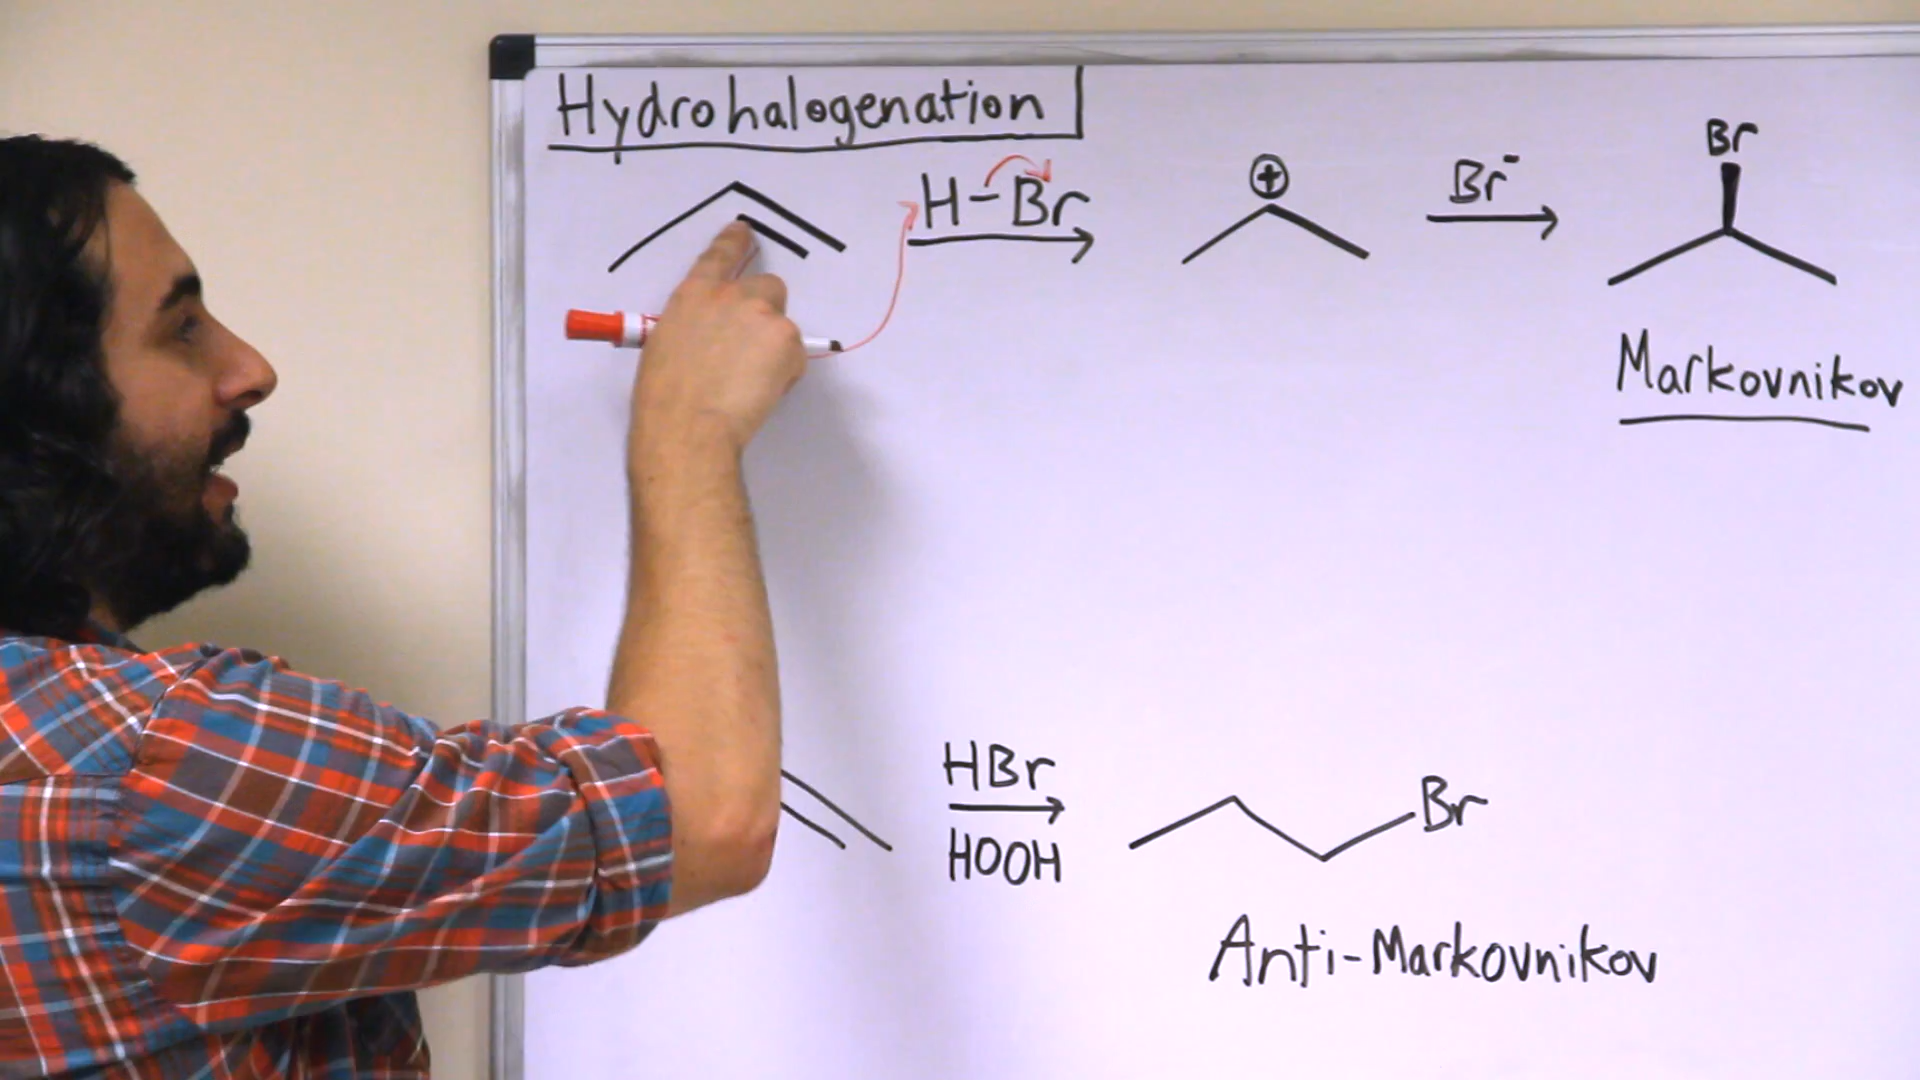 Hydrohalogenation
H-Br
+
Br-
Br
Markovnikov
HBr
HOOH
Br
Anti-Markovnikov